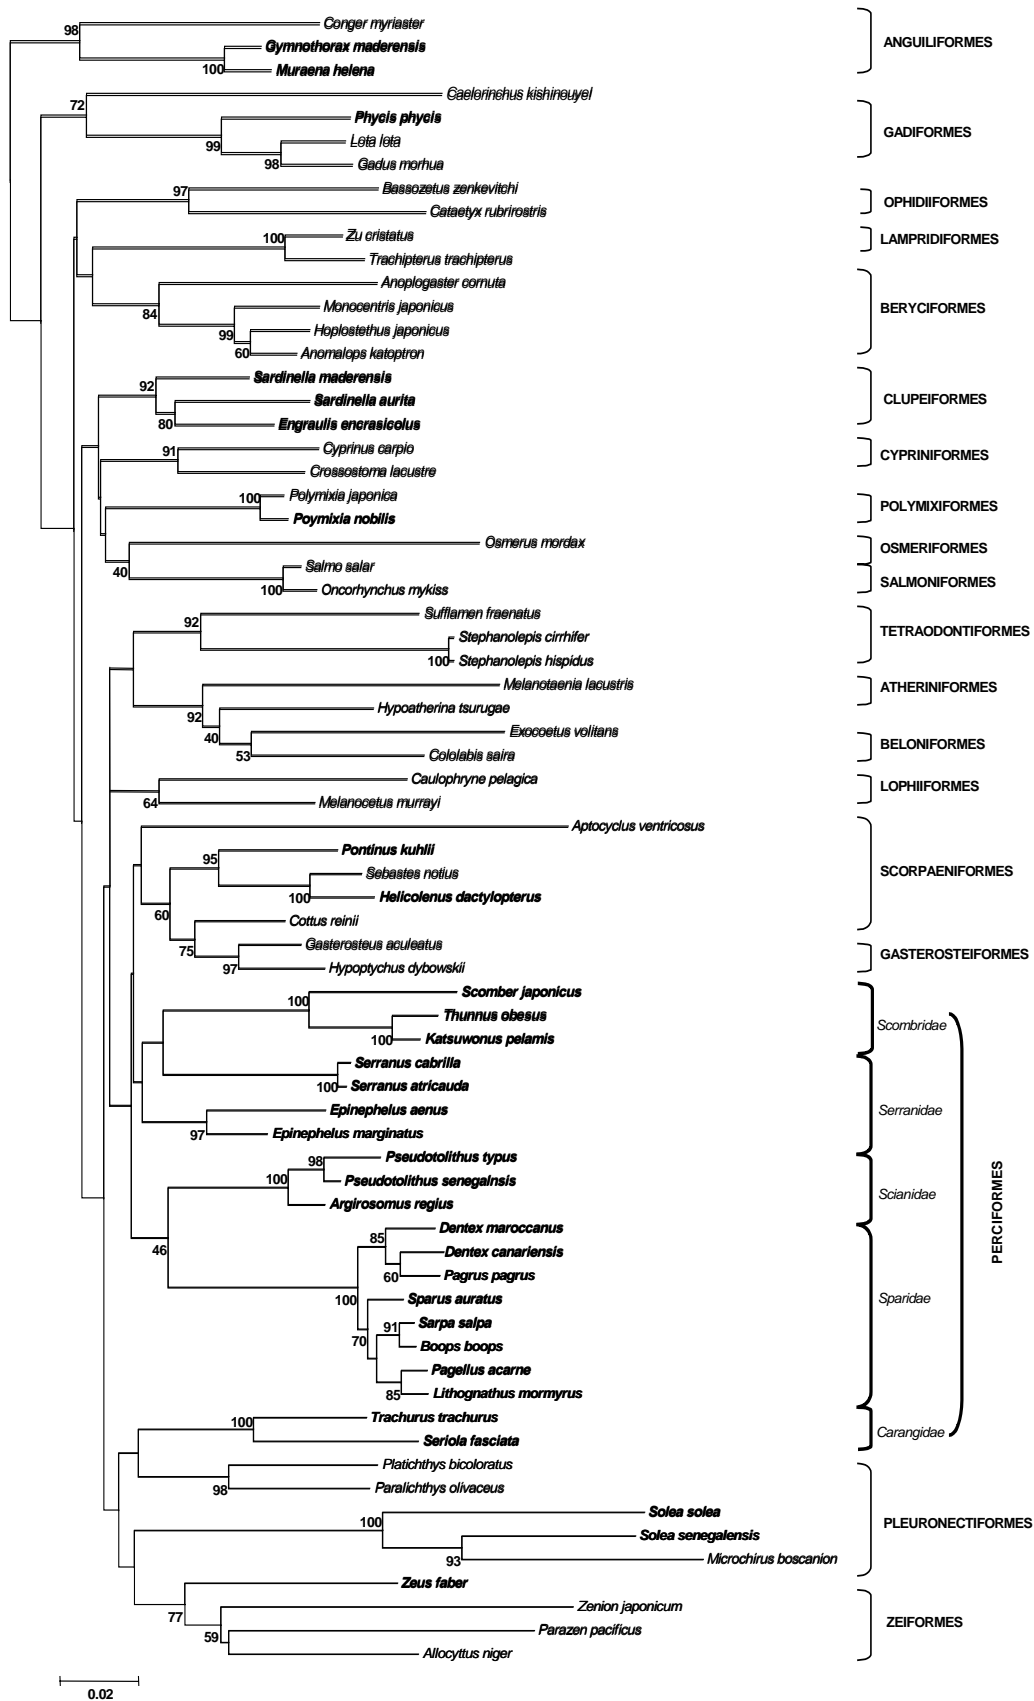 98
Conger myriaster
Gymnothorax maderensis
100
Muraena helena
ANGUILIFORMES
72
Caelorinchus kishinouyel
Phycis phycis
99
Lota lota
98
Gadus morhua
GADIFORMES
97
Bassozetus zenkevitchi
Cataetyx rubrirostris
OPHIDIIFORMES
100
Zu cristatus
Trachipterus trachipterus
LAMPRIDIFORMES
Anoplogaster cornuta
84
Monocentris japonicus
99
Hoplostethus japonicus
60
Anomalops katoptron
BERYCIFORMES
92
Sardinella maderensis
Sardinella aurita
80
Engraulis encrasicolus
CLUPEIFORMES
91
Cyprinus carpio
Crossostoma lacustre
CYPRINIFORMES
100
Polymixia japonica
Poymixia nobilis
POLYMIXIFORMES
Osmerus mordax
OSMERIFORMES
40
Salmo salar
100
Oncorhynchus mykiss
SALMONIFORMES
92
Sufflamen fraenatus
Stephanolepis cirrhifer
100
Stephanolepis hispidus
TETRAODONTIFORMES
Melanotaenia lacustris
92
Hypoatherina tsurugae
ATHERINIFORMES
40
Exocoetus volitans
53
Cololabis saira
BELONIFORMES
Caulophryne pelagica
64
Melanocetus murrayi
LOPHIIFORMES
Aptocyclus ventricosus
95
Pontinus kuhlii
Sebastes notius
100
Helicolenus dactylopterus
60
Cottus reinii
SCORPAENIFORMES
75
Gasterosteus aculeatus
97
Hypoptychus dybowskii
GASTEROSTEIFORMES
100
Scomber japonicus
Thunnus obesus
100
Katsuwonus pelamis
Scombridae
Serranus cabrilla
100
Serranus atricauda
Epinephelus aenus
97
Epinephelus marginatus
Serranidae
98
Pseudotolithus typus
100
Pseudotolithus senegalnsis
Argirosomus regius
Scianidae
46
Dentex maroccanus
85
Dentex canariensis
60
Pagrus pagrus
100
Sparus auratus
70
91
Sarpa salpa
Boops boops
Pagellus acarne
85
Lithognathus mormyrus
Sparidae
100
Trachurus trachurus
Seriola fasciata
Carangidae
PERCIFORMES
Platichthys bicoloratus
98
Paralichthys olivaceus
100
Solea solea
Solea senegalensis
93
Microchirus boscanion
PLEURONECTIFORMES
Zeus faber
77
Zenion japonicum
59
Parazen pacificus
Allocyttus niger
ZEIFORMES
0.02